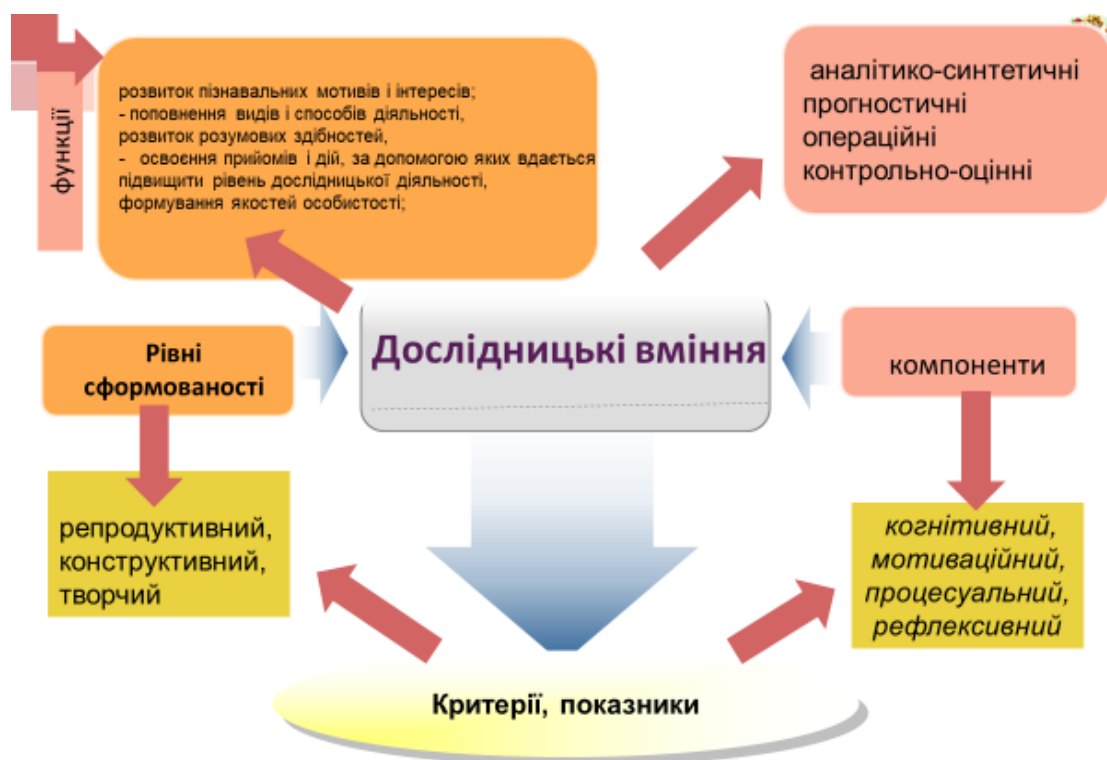 функції
розвиток пізнавальних мотивів і інтересів;
- поповнення видів і способів діяльності,
розвиток розумових здібностей,
- освоєння прийомів і дій, за допомогою яких вдається
підвищити рівень дослідницької діяльності,
формування якостей особистості;
аналітико-синтетичні
прогностичні
операційні
контрольно-оцінні
Рівні
сформованості
Дослідницькі вміння
компоненти
репродуктивний,
конструктивний,
творчий
когнітивний,
мотиваційний,
процесуальний,
рефлексивний
Критерії, показники